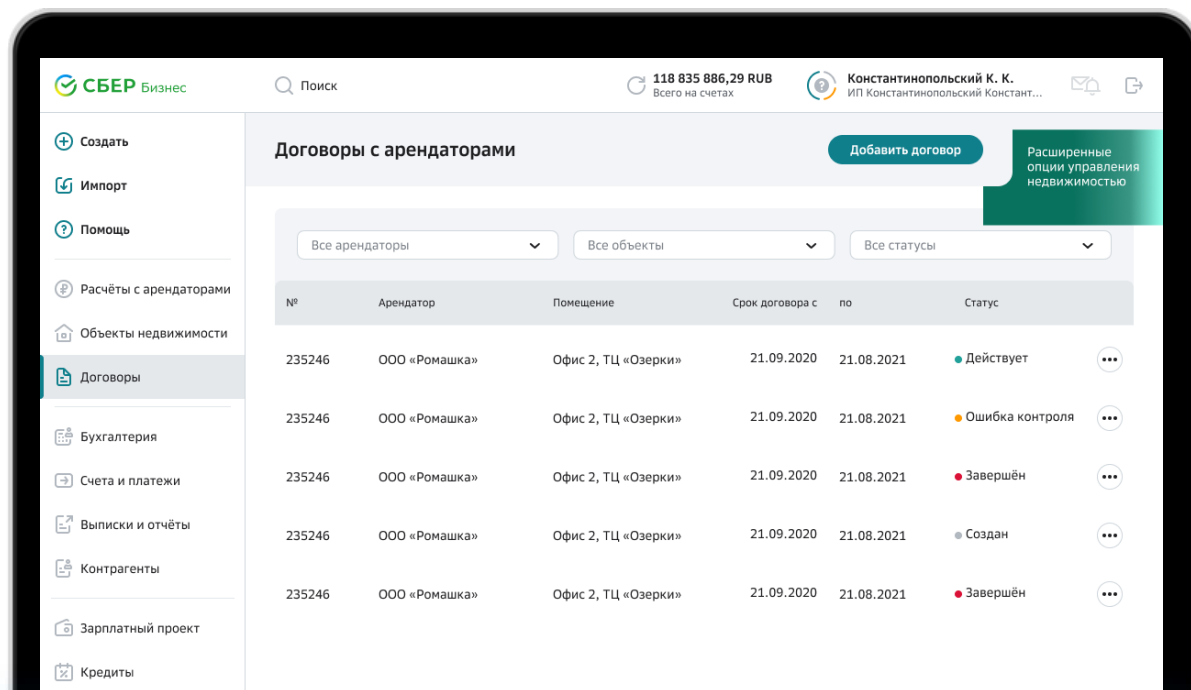 СБЕР Бизнес
Поиск
118 835 886,29 RUB
Всего на счетах
Константинопольский К. К.
ИП Константинопольский Констант...
Создать
Импорт
Помощь
Расчёты с арендаторами
Объекты недвижимости
Договоры
Бухгалтерия
Счета и платежи
Выписки и отчёты
Контрагенты
Зарплатный проект
Кредиты
Договоры с арендаторами
Добавить договор
Расширенные
опции управления
недвижимостью
Все арендаторы
Все объекты
Все статусы
№ Арендатор Помещение Срок договора с по Статус
235246 ООО «Ромашка» Офис 2, ТЦ «Озерки» 21.09.2020 21.08.2021 Действует
235246 ООО «Ромашка» Офис 2, ТЦ «Озерки» 21.09.2020 21.08.2021 Ошибка контроля
235246 ООО «Ромашка» Офис 2, ТЦ «Озерки» 21.09.2020 21.08.2021 Завершён
235246 ООО «Ромашка» Офис 2, ТЦ «Озерки» 21.09.2020 21.08.2021 Создан
235246 ООО «Ромашка» Офис 2, ТЦ «Озерки» 21.09.2020 21.08.2021 Завершён